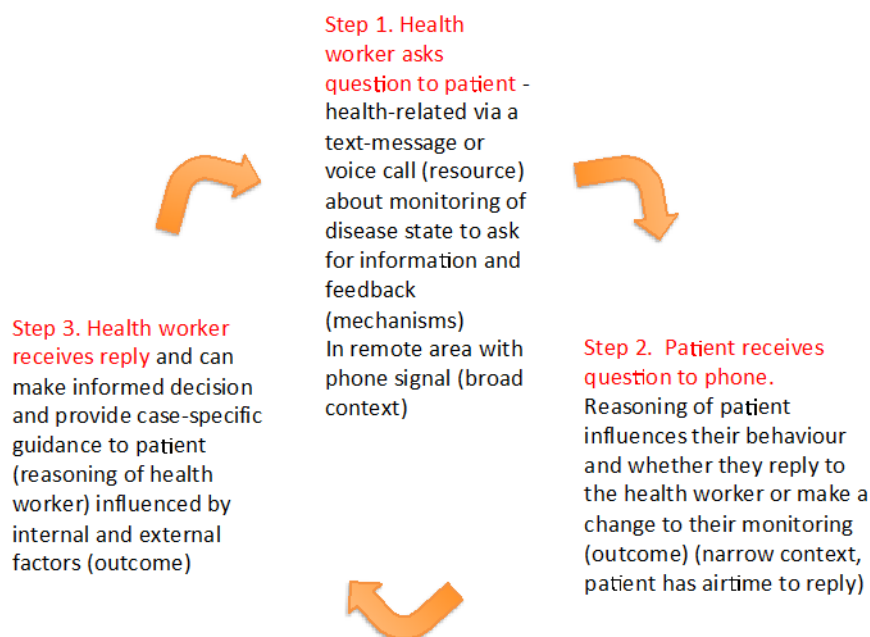 Step 1. Health
worker asks
question to patient -
health-related via a
text-message or
voice call (resource)
about monitoring of
disease state to ask
for information and
feedback
(mechanisms)
In remote area with
phone signal (broad
context)
Step 2.  Patient receives
question to phone.
Reasoning of patient
influences their behaviour
and whether they reply to
the health worker or make a
change to their monitoring
(outcome) (narrow context,
patient has airtime to reply)
Step 3. Health worker
receives reply and can
make informed decision
and provide case-specific
guidance to patient
(reasoning of health
worker) influenced by
internal and external
factors (outcome)